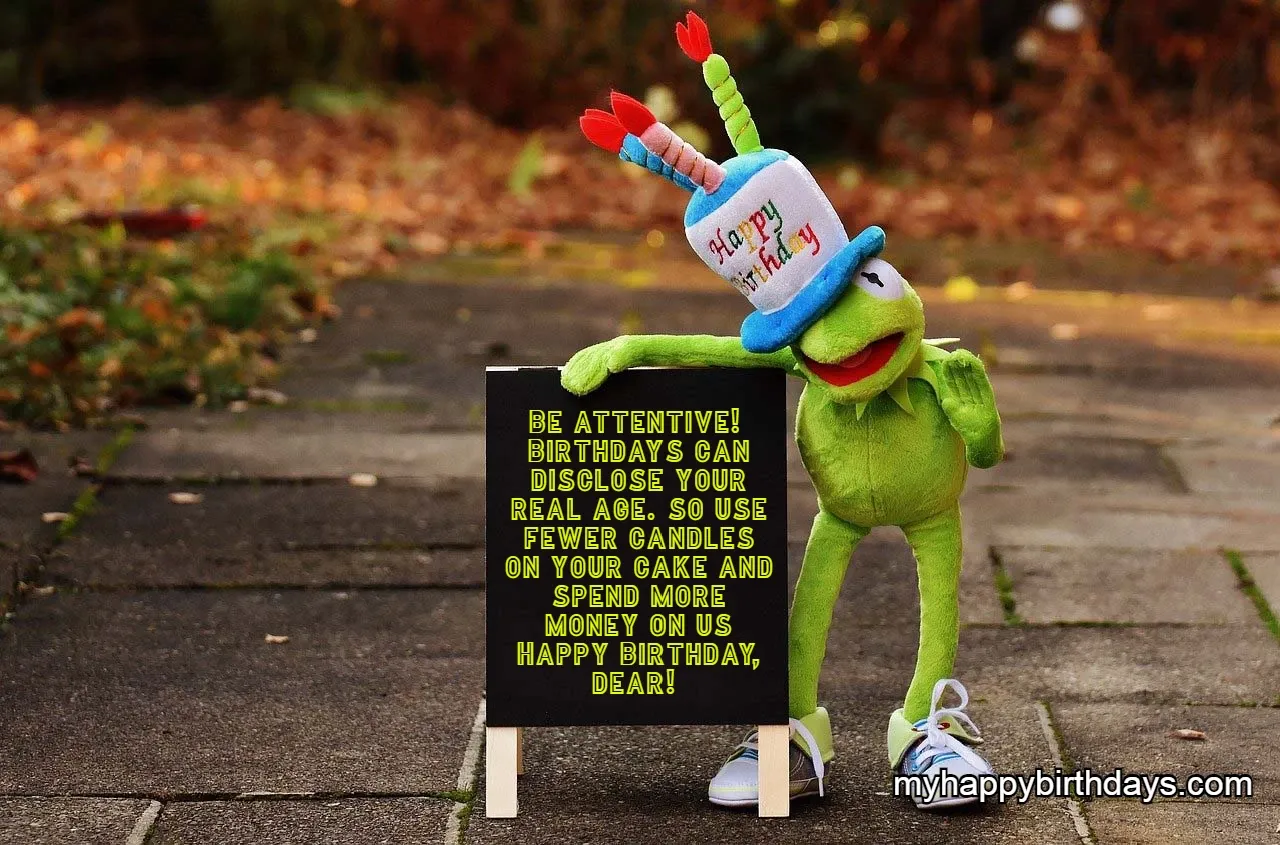 Happy
Birthday
BE ATTENTIVE!
BIRTHDAYS CAN
DISCLOSE YOUR
REAL AGE. SO USE
FEWER CANDLES
ON YOUR CAKE AND
SPEND MORE
MONEY ON US
HAPPY BIRTHDAY,
DEAR!
myhappybirthdays.com